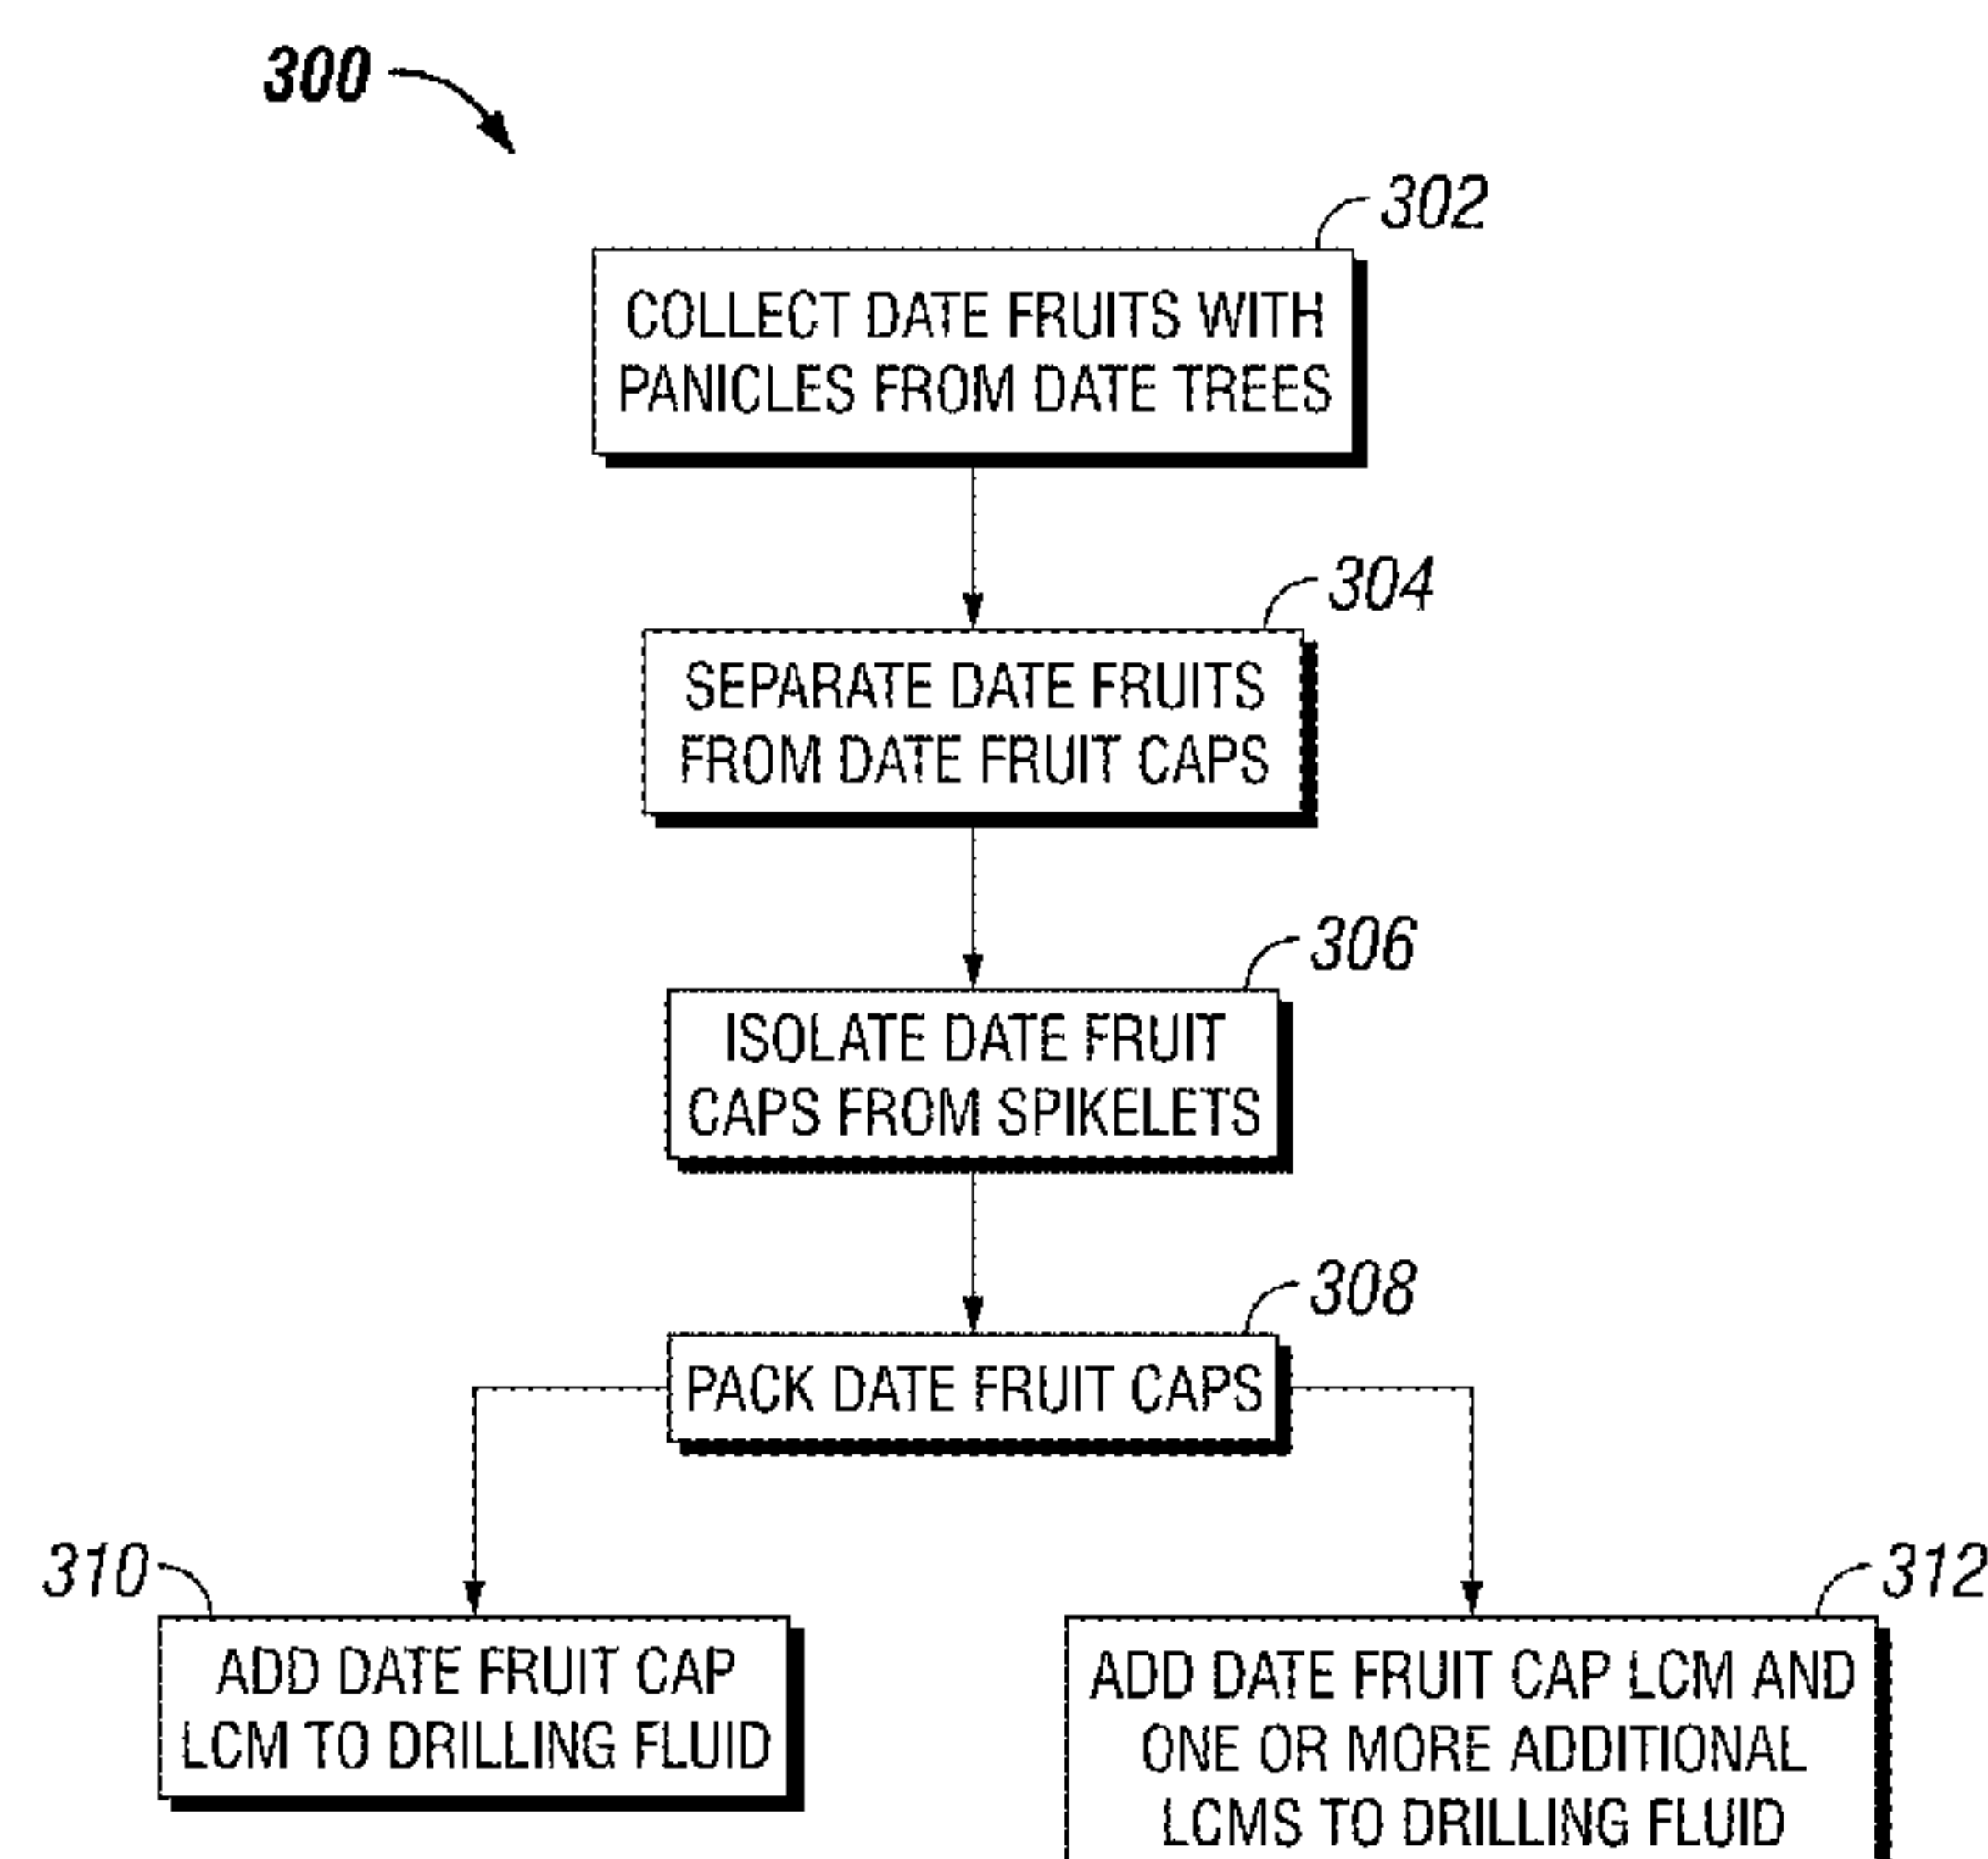 300
302
COLLECT DATE FRUITS WITH
PANICLES FROM DATE TREES
304
SEPARATE DATE FRUITS
FROM DATE FRUIT CAPS
306
ISOLATE DATE FRUIT
CAPS FROM SPIKELETS
308
PACK DATE FRUIT CAPS
310
ADD DATE FRUIT CAP
LCM TO DRILLING FLUID
312
ADD DATE FRUIT CAP LCM AND
ONE OR MORE ADDITIONAL
LCMS TO DRILLING FLUID